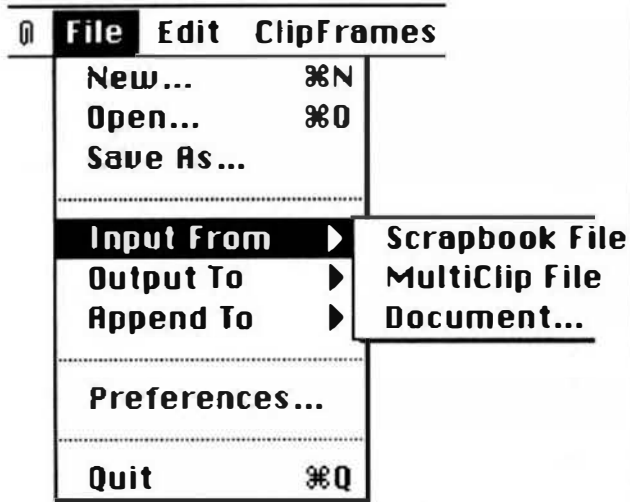 File Edit ClipFrames
New... ⌘N
Open... ⌘O
Save As...
Input From ▶ Scrapbook File
Output To ▶ MultiClip File
Append To ▶ Document...
Preferences...
Quit ⌘Q